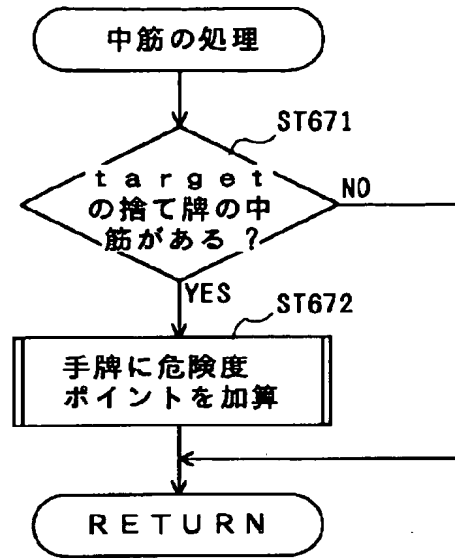 中筋の処理
ST671
ｔａｒｇｅｔ
の捨て牌の中
筋がある？
NO
YES
ST672
手牌に危険度
ポイントを加算
ＲＥＴＵＲＮ